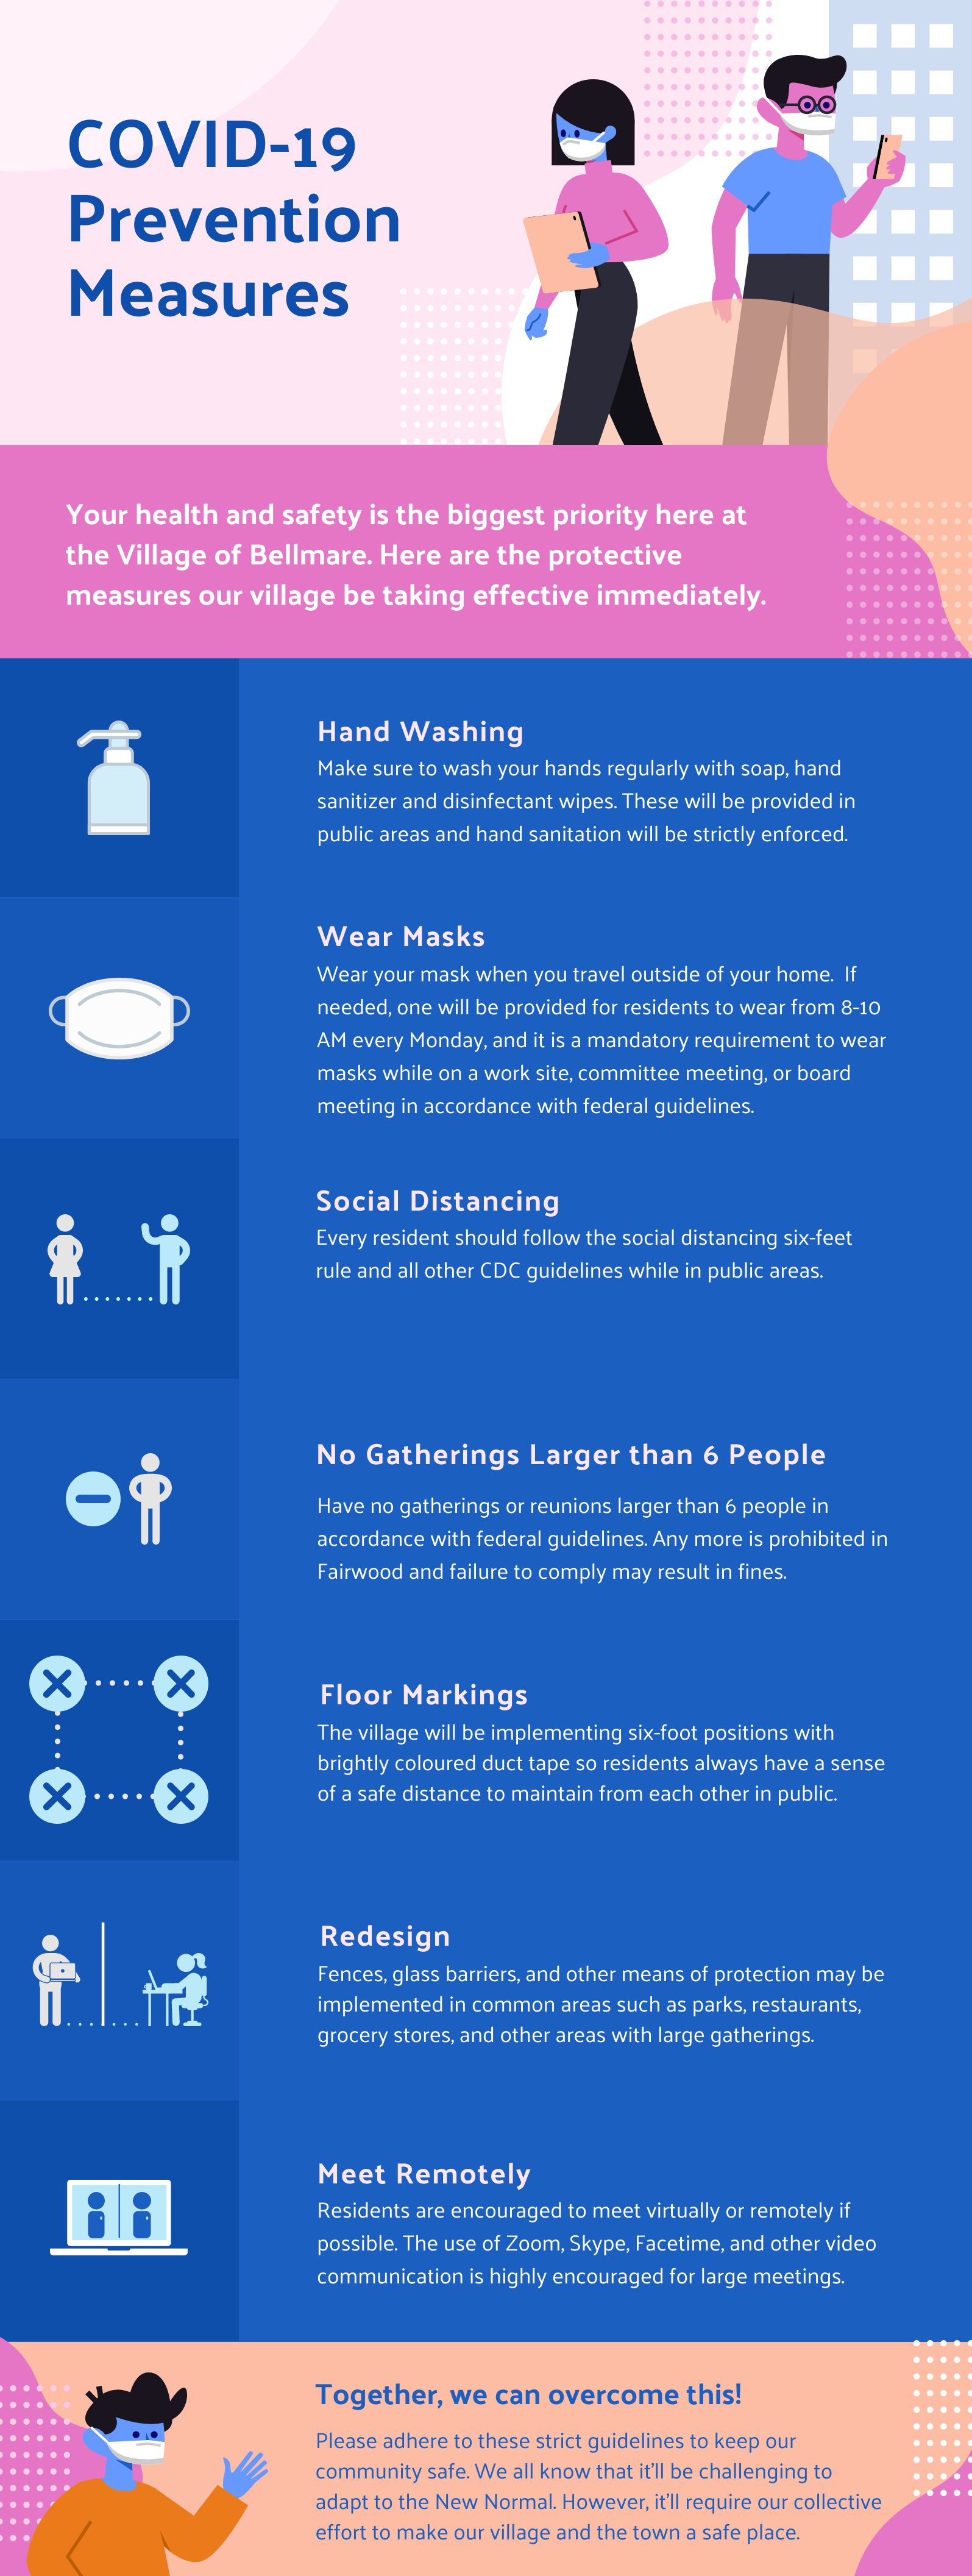 COVID-19
Prevention
Measures
Your health and safety is the biggest priority here at
the Village of Bellmare. Here are the protective
measures our village be taking effective immediately.
Hand Washing
Make sure to wash your hands regularly with soap, hand
sanitizer and disinfectant wipes. These will be provided in
public areas and hand sanitation will be strictly enforced.
Wear Masks
Wear your mask when you travel outside of your home.  If
needed, one will be provided for residents to wear from 8-10
AM every Monday, and it is a mandatory requirement to wear
masks while on a work site, committee meeting, or board
meeting in accordance with federal guidelines.
Social Distancing
Every resident should follow the social distancing six-feet
rule and all other CDC guidelines while in public areas.
No Gatherings Larger than 6 People
Have no gatherings or reunions larger than 6 people in
accordance with federal guidelines. Any more is prohibited in
Fairwood and failure to comply may result in fines.
Floor Markings
The village will be implementing six-foot positions with
brightly coloured duct tape so residents always have a sense
of a safe distance to maintain from each other in public.
Redesign
Fences, glass barriers, and other means of protection may be
implemented in common areas such as parks, restaurants,
grocery stores, and other areas with large gatherings.
Meet Remotely
Residents are encouraged to meet virtually or remotely if
possible. The use of Zoom, Skype, Facetime, and other video
communication is highly encouraged for large meetings.
Together, we can overcome this!
Please adhere to these strict guidelines to keep our
community safe. We all know that it'll be challenging to
adapt to the New Normal. However, it'll require our collective
effort to make our village and the town a safe place.